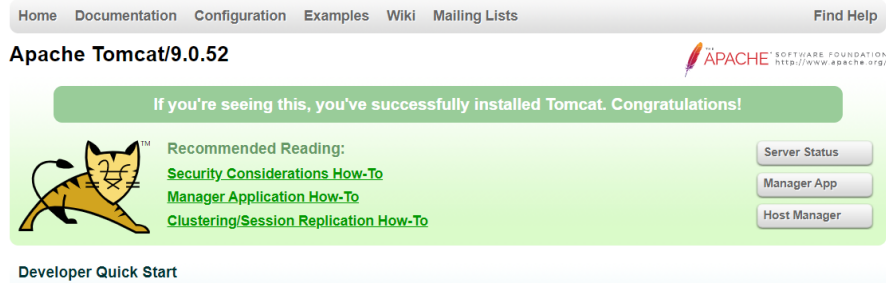 Home Documentation Configuration Examples Wiki Mailing Lists Find Help
Apache Tomcat/9.0.52
THE
APACHE SOFTWARE FOUNDATION
http://www.apache.org/
If you're seeing this, you've successfully installed Tomcat. Congratulations!
TM
Recommended Reading:
Security Considerations How-To
Manager Application How-To
Clustering/Session Replication How-To
Server Status
Manager App
Host Manager
Developer Quick Start